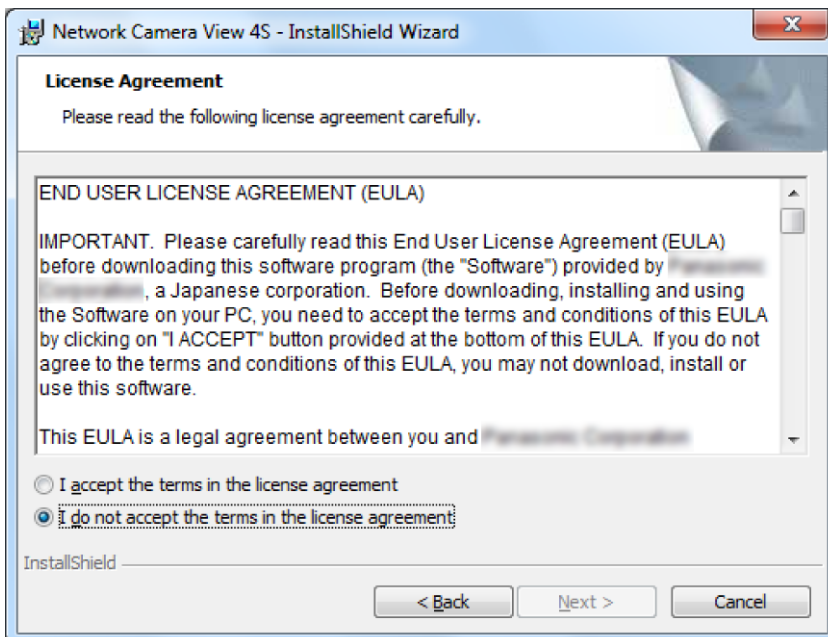 Network Camera View 4S - InstallShield Wizard
License Agreement
Please read the following license agreement carefully.
END USER LICENSE AGREEMENT (EULA)
IMPORTANT.  Please carefully read this End User License Agreement (EULA)
before downloading this software program (the "Software") provided by
, a Japanese corporation.  Before downloading, installing and using
the Software on your PC, you need to accept the terms and conditions of this EULA
by clicking on "I ACCEPT" button provided at the bottom of this EULA.  If you do not
agree to the terms and conditions of this EULA, you may not download, install or
use this software.
This EULA is a legal agreement between you and
I accept the terms in the license agreement
I do not accept the terms in the license agreement
InstallShield
< Back
Next >
Cancel